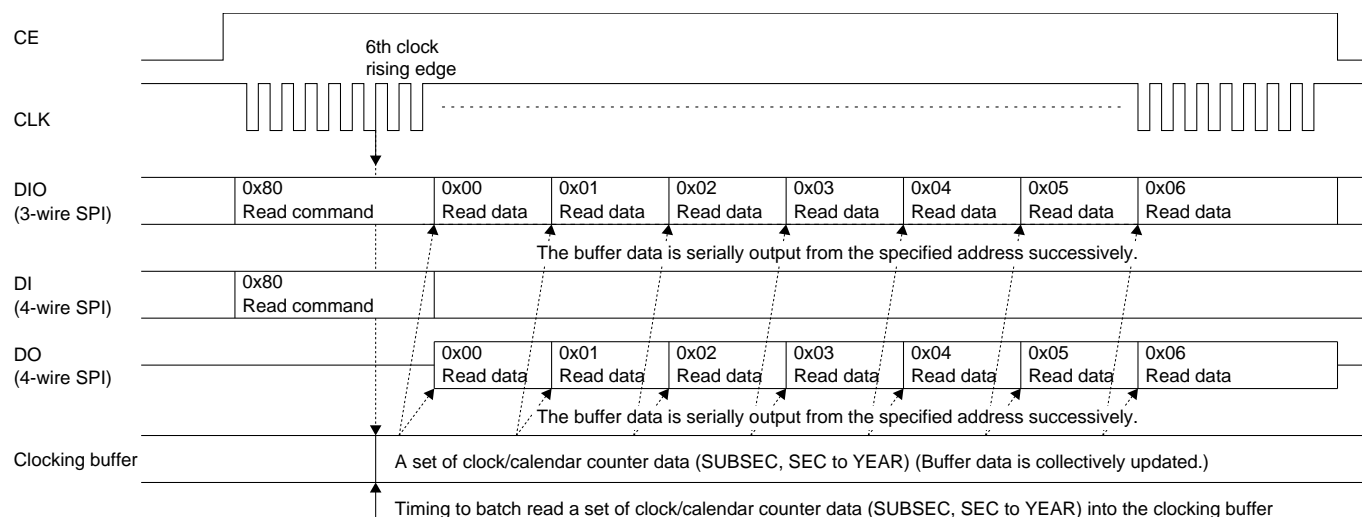 CE
6th clock
rising edge
CLK
DIO
(3-wire SPI)
0x80
Read command
0x00
Read data
0x01
Read data
0x02
Read data
0x03
Read data
0x04
Read data
0x05
Read data
0x06
Read data
The buffer data is serially output from the specified address successively.
DI
(4-wire SPI)
0x80
Read command
DO
(4-wire SPI)
0x00
Read data
0x01
Read data
0x02
Read data
0x03
Read data
0x04
Read data
0x05
Read data
0x06
Read data
The buffer data is serially output from the specified address successively.
Clocking buffer
A set of clock/calendar counter data (SUBSEC, SEC to YEAR) (Buffer data is collectively updated.)
Timing to batch read a set of clock/calendar counter data (SUBSEC, SEC to YEAR) into the clocking buffer